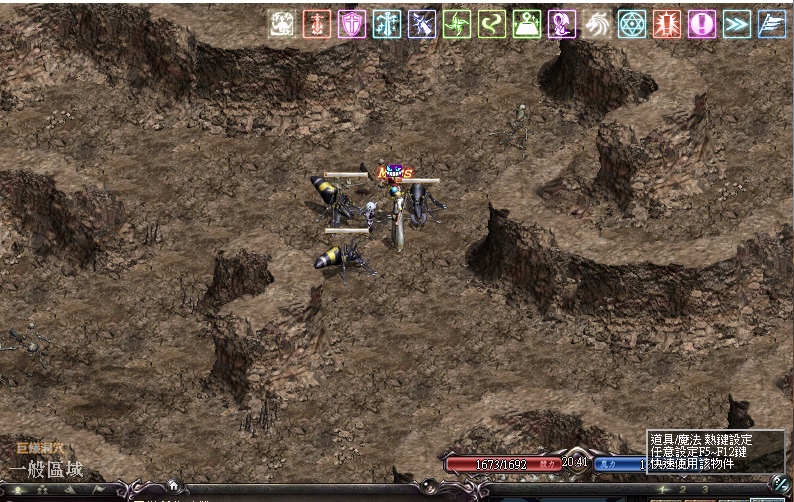 Miss
巨蟻洞穴
一般區域
1673/1692 體力
20:41
魔力 1
道具/魔法 熱鍵設定
任意設定F5~F12鍵
快速使用該物件